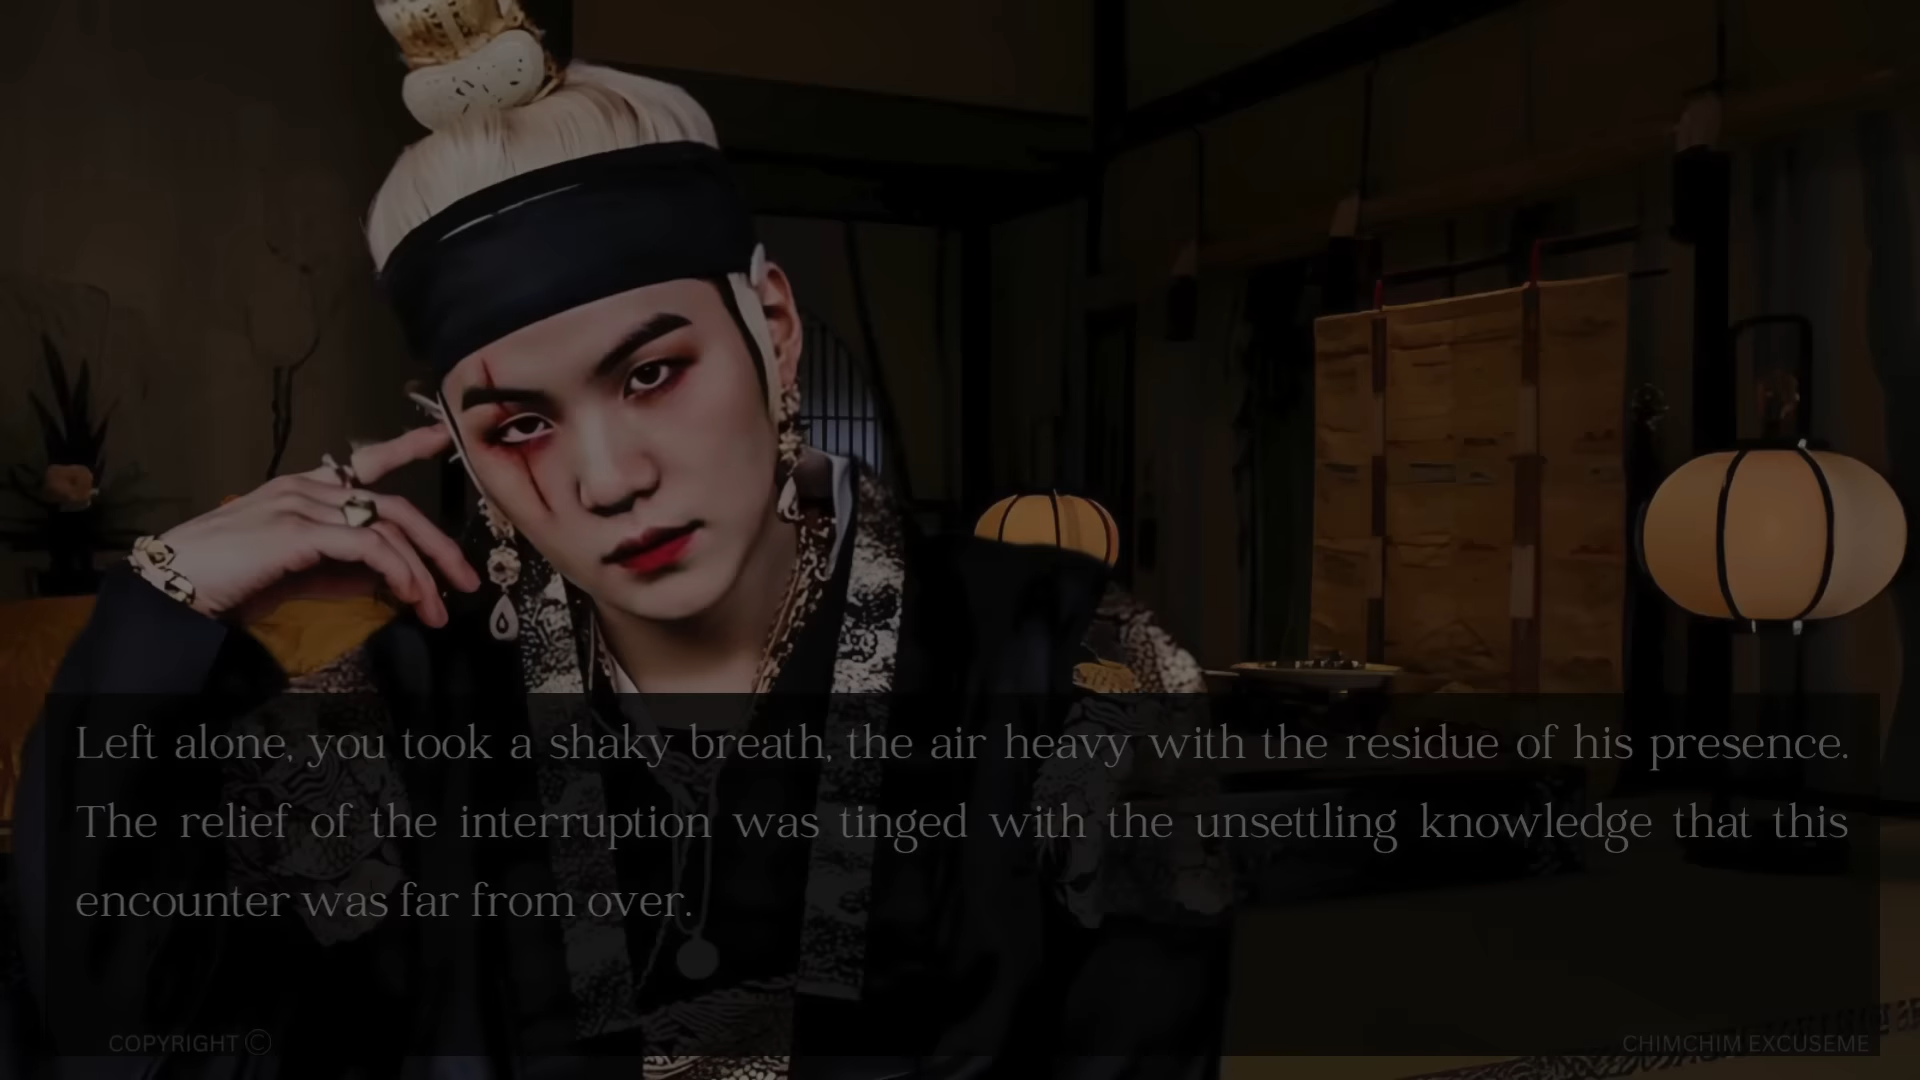 Left alone, you took a shaky breath, the air heavy with the residue of his presence.
The relief of the interruption was tinged with the unsettling knowledge that this
encounter was far from over.
COPYRIGHT ©
CHIMCHIM EXCUSEME